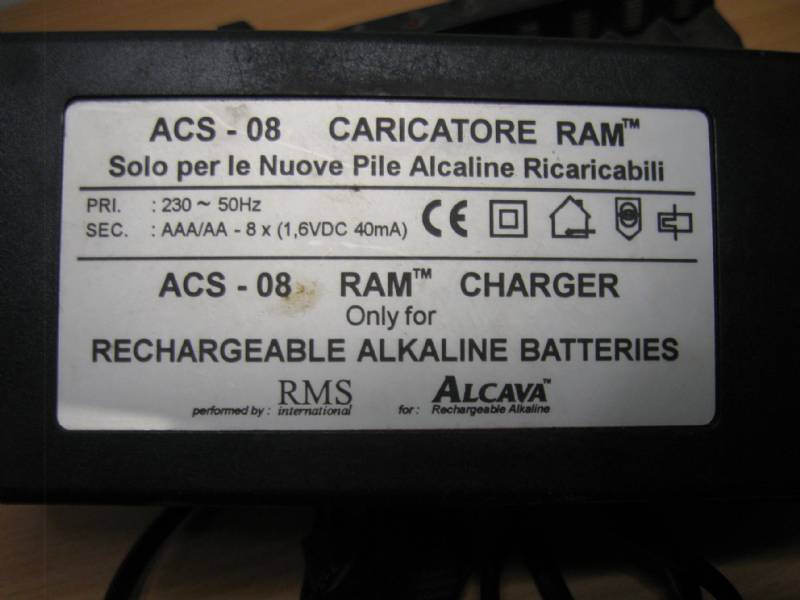 ACS - 08 CARICATORE RAM™
Solo per le Nuove Pile Alcaline Ricaricabili
PRI. : 230 ~ 50Hz
SEC. : AAA/AA - 8 x (1,6VDC 40mA) CE
ACS - 08 RAM™ CHARGER
Only for
RECHARGEABLE ALKALINE BATTERIES
performed by : RMS international for : ALCAVA™ Rechargeable Alkaline